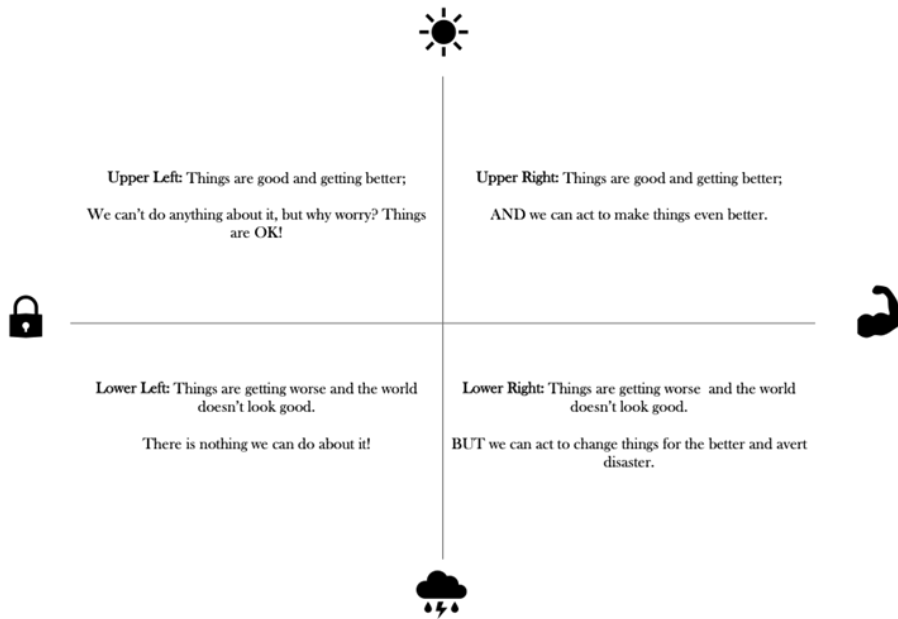 Upper Left: Things are good and getting better;
We can't do anything about it, but why worry? Things
are OK!
Upper Right: Things are good and getting better;
AND we can act to make things even better.
Lower Left: Things are getting worse and the world
doesn't look good.
There is nothing we can do about it!
Lower Right: Things are getting worse  and the world
doesn't look good.
BUT we can act to change things for the better and avert
disaster.